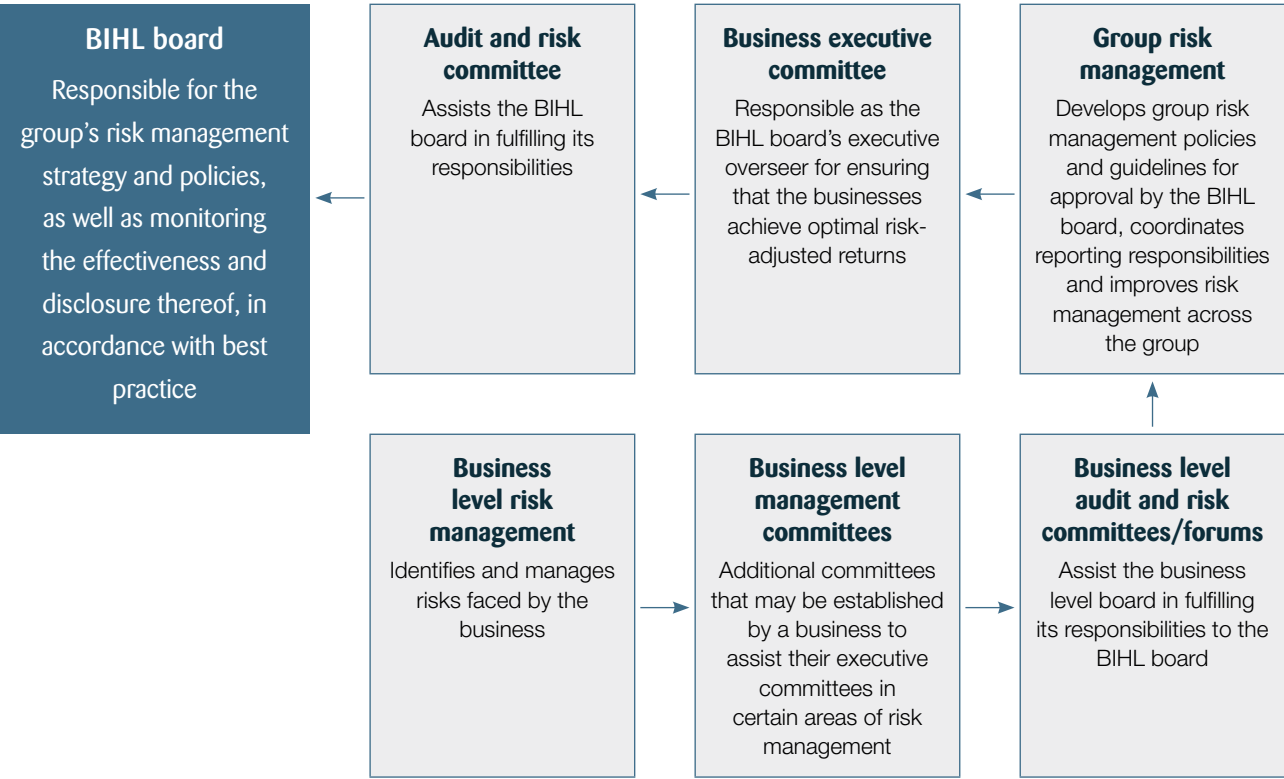 BIHL board
Responsible for the
group’s risk management
strategy and policies,
as well as monitoring
the effectiveness and
disclosure thereof, in
accordance with best
practice
Audit and risk
committee
Assists the BIHL
board in fulfilling its
responsibilities
Business executive
committee
Responsible as the
BIHL board’s executive
overseer for ensuring
that the businesses
achieve optimal risk-
adjusted returns
Group risk
management
Develops group risk
management policies
and guidelines for
approval by the BIHL
board, coordinates
reporting responsibilities
and improves risk
management across
the group
Business
level risk
management
Identifies and manages
risks faced by the
business
Business level
management
committees
Additional committees
that may be established
by a business to
assist their executive
committees in
certain areas of risk
management
Business level
audit and risk
committees/forums
Assist the business
level board in fulfilling
its responsibilities to the
BIHL board